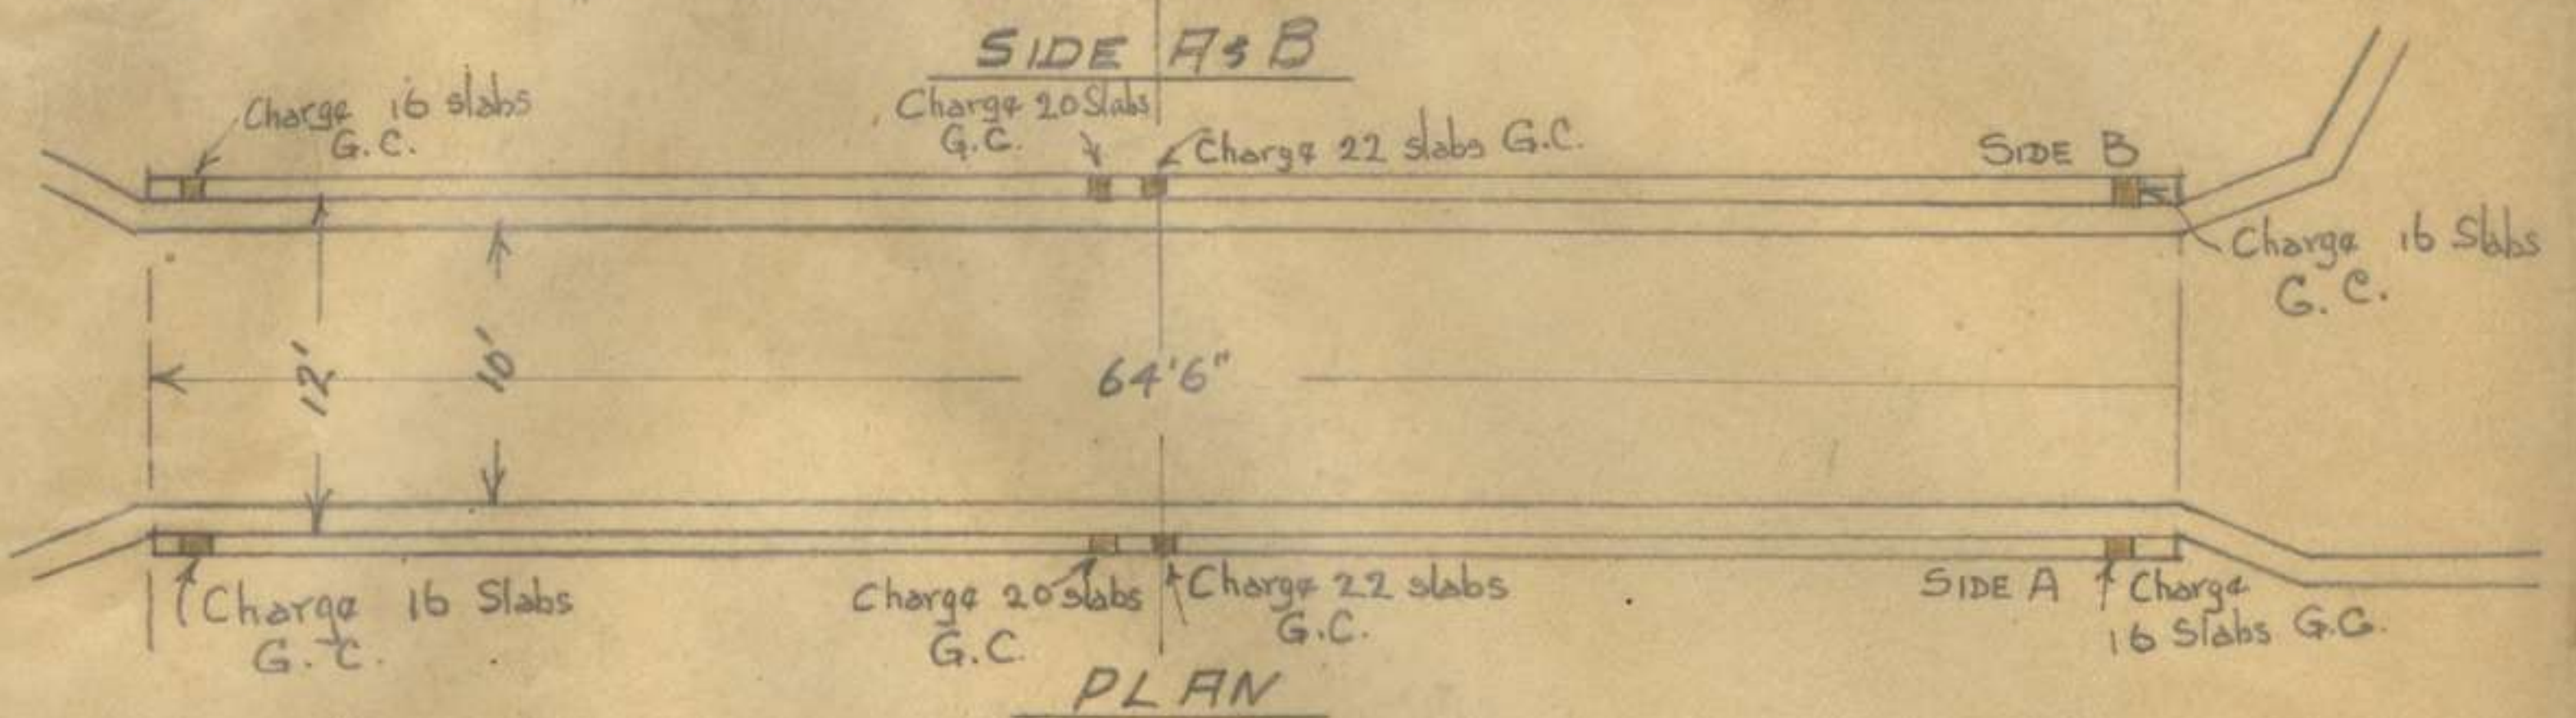 SIDE A & B
Charge 16 slabs
G.C.
Charge 20 Slabs
G.C.
Charge 22 slabs G.C.
SIDE B
Charge 16 Slabs
G.C.
12'
10'
64'6"
Charge 16 Slabs
G.C.
Charge 20 slabs
G.C.
Charge 22 slabs
G.C.
SIDE A
Charge
16 Slabs G.C.
PLAN